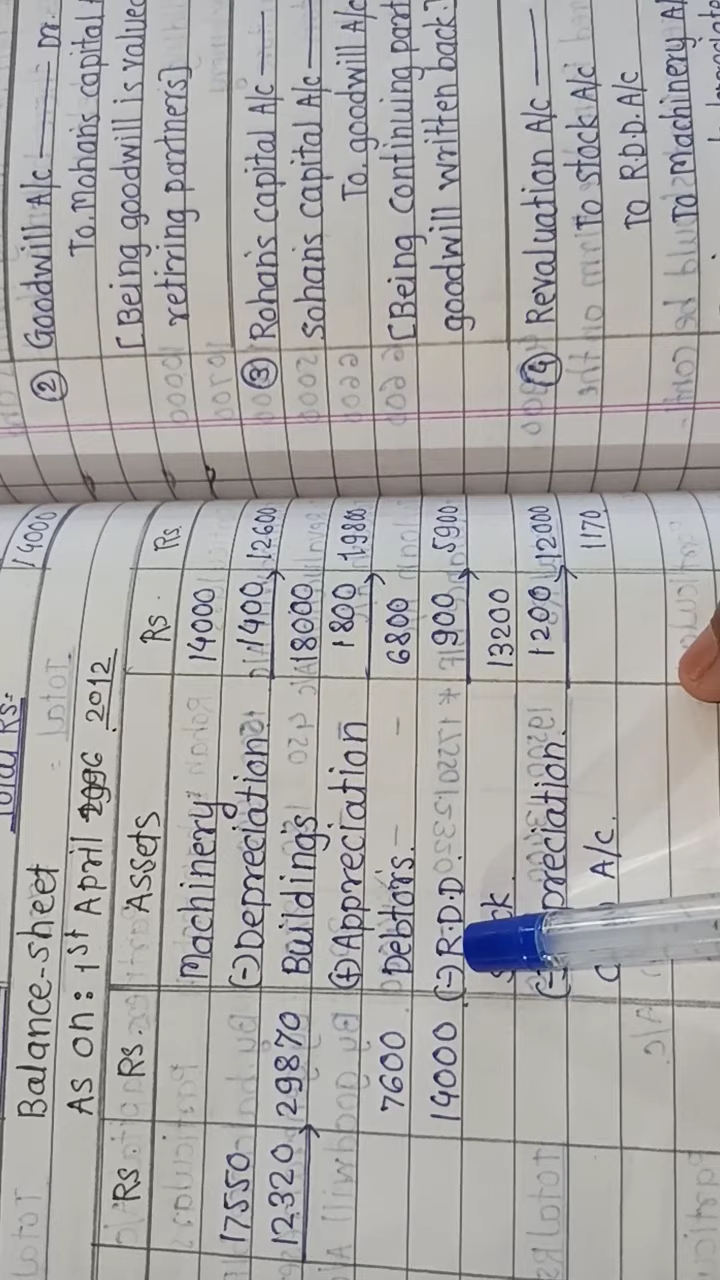 Total Rs. 14000
Balance-sheet
As on: 1st April 2012
Rs Rs. Assets Rs. Rs.
17550 Machinery 14000
12320 29870 (-) Depreciation 1400 12600
Buildings 18000
(+) Appreciation 1800 19800
7600 Debtors. 6800
14000 (-) R.D.D. 900 5900
13200
preciation. 1200 12000
A/c. 1170
② Goodwill A/c — Dr.
To. Mohan's capital
[Being goodwill is value
retiring partners]
③ Rohan's capital A/c —
Sohan's capital A/c —
To goodwill A/c
[Being Continuing part
goodwill written back]
④ Revaluation A/c —
To stock A/c
To R.D.D. A/c
To Machinery A/